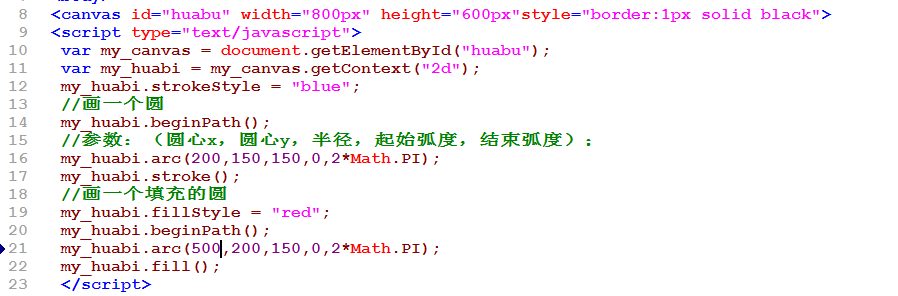 8 <canvas id="huabu" width="800px" height="600px"style="border:1px solid black">
9 <script type="text/javascript">
10 var my_canvas = document.getElementById("huabu");
11 var my_huabi = my_canvas.getContext("2d");
12 my_huabi.strokeStyle = "blue";
13 //画一个圆
14 my_huabi.beginPath();
15 //参数：（圆心x，圆心y，半径，起始弧度，结束弧度）；
16 my_huabi.arc(200,150,150,0,2*Math.PI);
17 my_huabi.stroke();
18 //画一个填充的圆
19 my_huabi.fillStyle = "red";
20 my_huabi.beginPath();
21 my_huabi.arc(500,200,150,0,2*Math.PI);
22 my_huabi.fill();
23 </script>